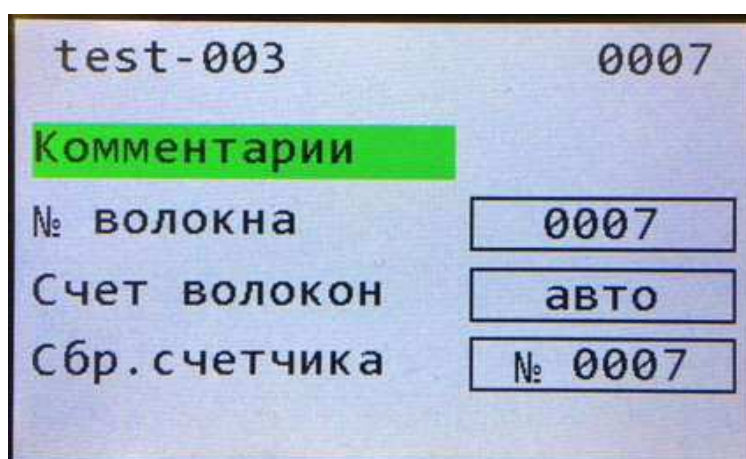 test-003 0007
Комментарии
№ волокна 0007
Счет волокон авто
Сбр.счетчика № 0007